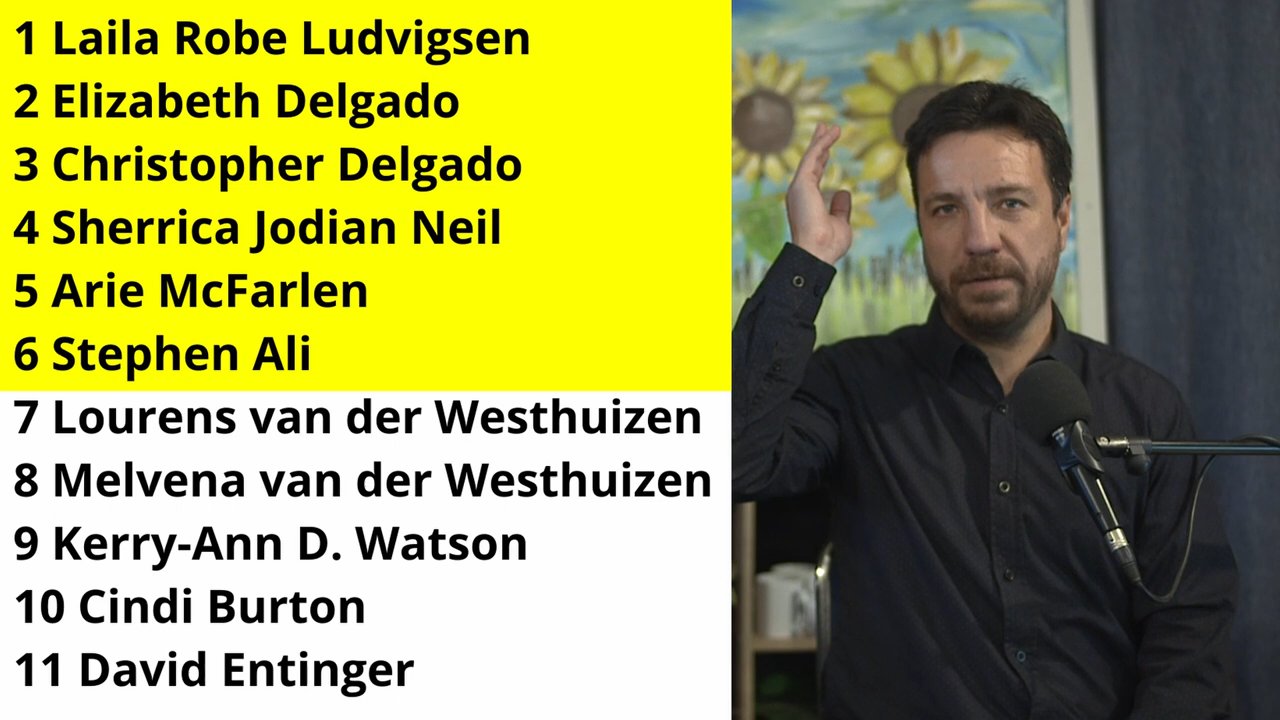 1 Laila Robe Ludvigsen
2 Elizabeth Delgado
3 Christopher Delgado
4 Sherrica Jodian Neil
5 Arie McFarlen
6 Stephen Ali
7 Lourens van der Westhuizen
8 Melvena van der Westhuizen
9 Kerry-Ann D. Watson
10 Cindi Burton
11 David Entinger